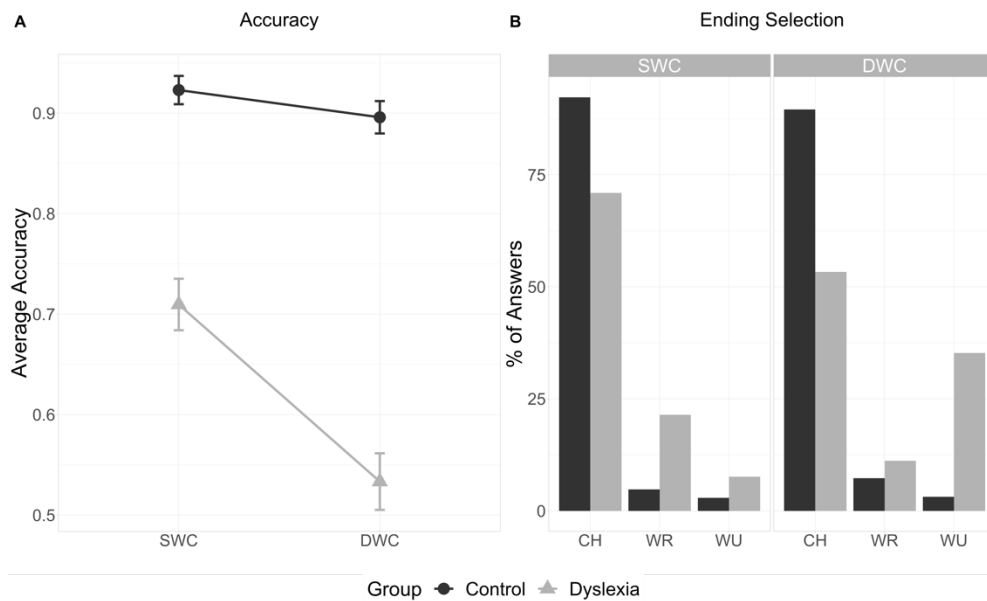 A Accuracy
Average Accuracy
0.9
0.8
0.7
0.6
0.5
SWC DWC
B Ending Selection
SWC DWC
% of Answers
75
50
25
0
CH WR WU CH WR WU
Group Control Dyslexia